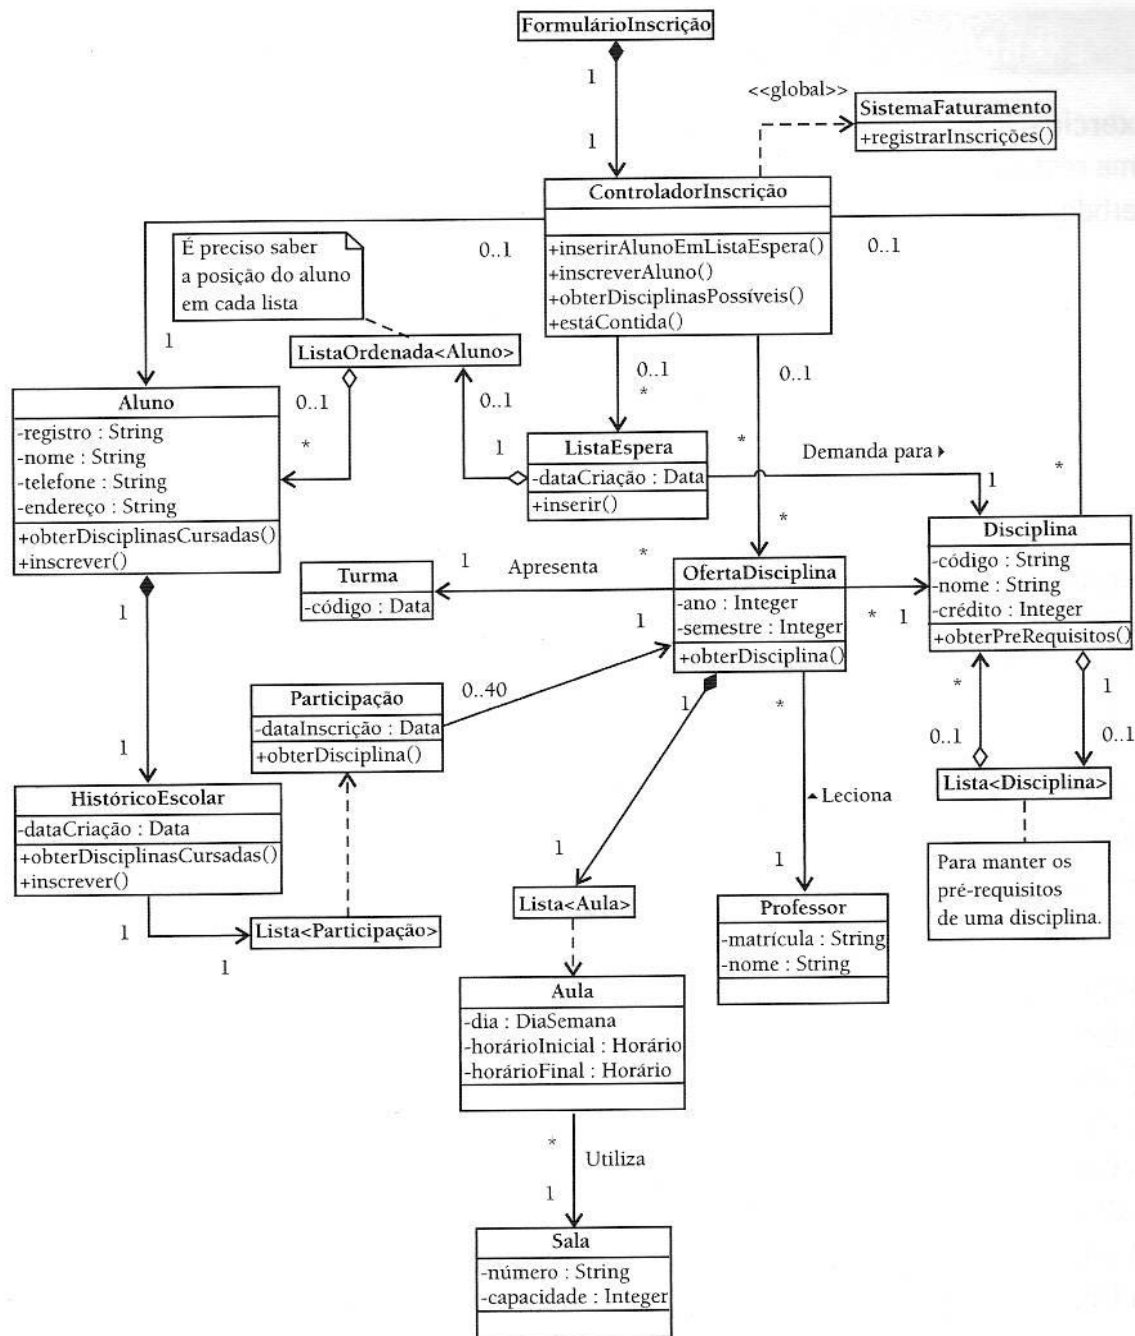 FormulárioInscrição
1
<<global>>
SistemaFaturamento
+registrarInscrições()
1
ControladorInscrição
+inserirAlunoEmListaEspera()
+inscreverAluno()
+obterDisciplinasPossíveis()
+estáContida()
0..1
0..1
É preciso saber
a posição do aluno
em cada lista
1
ListaOrdenada<Aluno>
0..1
*
0..1
Aluno
-registro : String
-nome : String
-telefone : String
-endereço : String
+obterDisciplinasCursadas()
+inscrever()
0..1
*
0..1
1
ListaEspera
-dataCriação : Data
+inserir()
*
Demanda para
1
*
*
Disciplina
-código : String
-nome : String
-crédito : Integer
+obterPreRequisitos()
Turma
-código : Data
1
Apresenta
*
OfertaDisciplina
-ano : Integer
-semestre : Integer
+obterDisciplina()
*
1
1
1
Participação
-dataInscrição : Data
+obterDisciplina()
0..40
1
*
*
1
0..1
0..1
Lista<Disciplina>
1
HistóricoEscolar
-dataCriação : Data
+obterDisciplinasCursadas()
+inscrever()
Leciona
Para manter os
pré-requisitos
de uma disciplina.
1
1
Lista<Aula>
Professor
-matrícula : String
-nome : String
1
Lista<Participação>
1
Aula
-dia : DiaSemana
-horárioInicial : Horário
-horárioFinal : Horário
*
Utiliza
1
Sala
-número : String
-capacidade : Integer